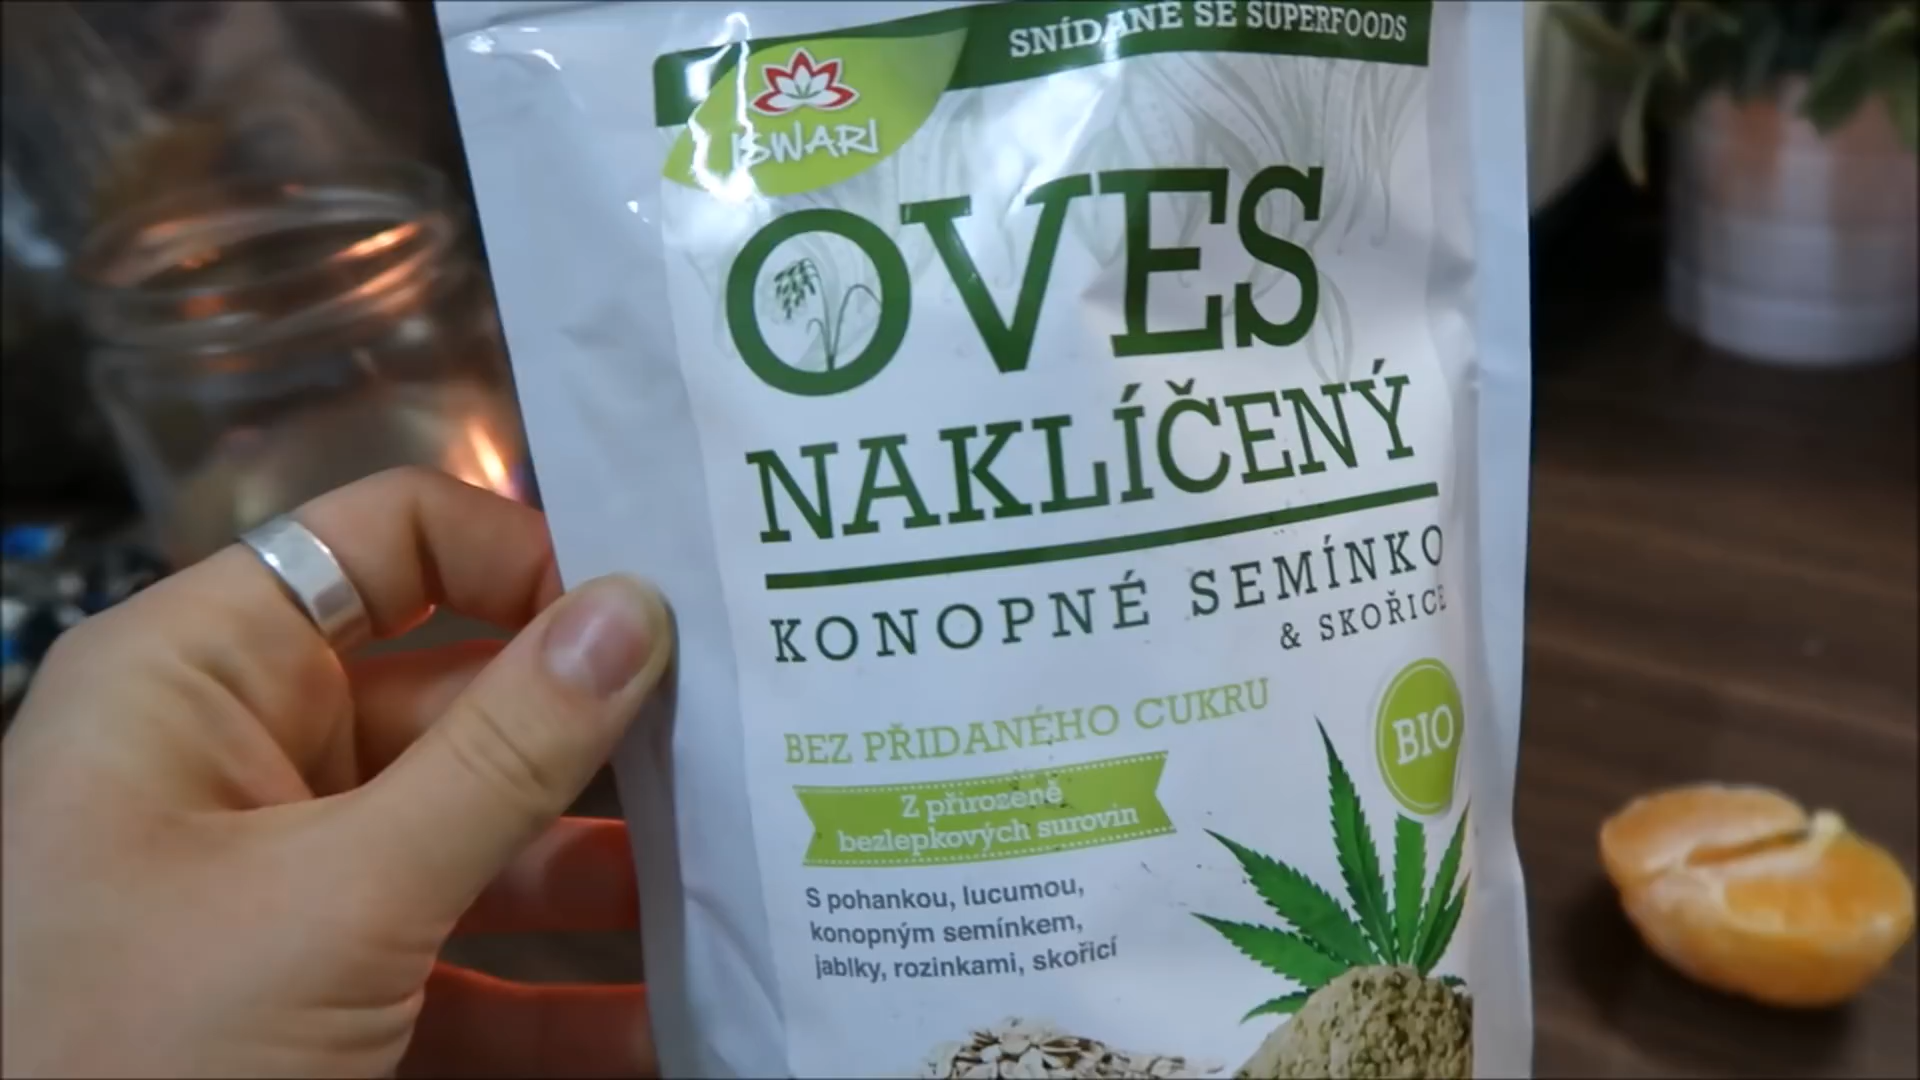 SNÍDANĚ SE SUPERFOODS
ISWARI
OVES
NAKLÍČENÝ
KONOPNÉ SEMÍNKO
& SKOŘICE
BEZ PŘIDANÉHO CUKRU
BIO
Z přirozeně
bezlepkových surovin
S pohankou, lucumou,
konopným semínkem,
jablky, rozinkami, skořicí